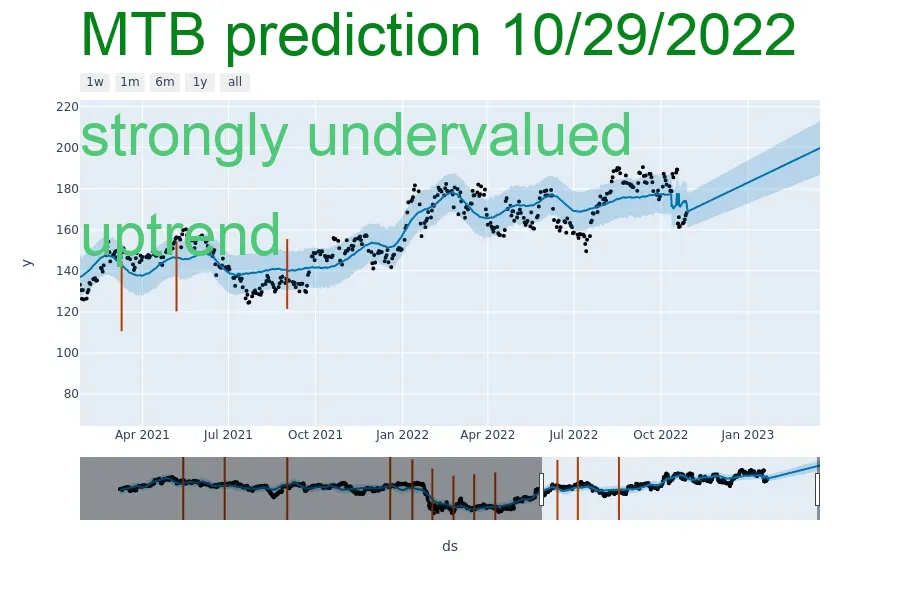 MTB prediction 10/29/2022
1w 1m 6m 1y all
220
strongly undervalued
200
180
uptrend
160
140
120
100
80
y
Apr 2021 Jul 2021 Oct 2021 Jan 2022 Apr 2022 Jul 2022 Oct 2022 Jan 2023
ds